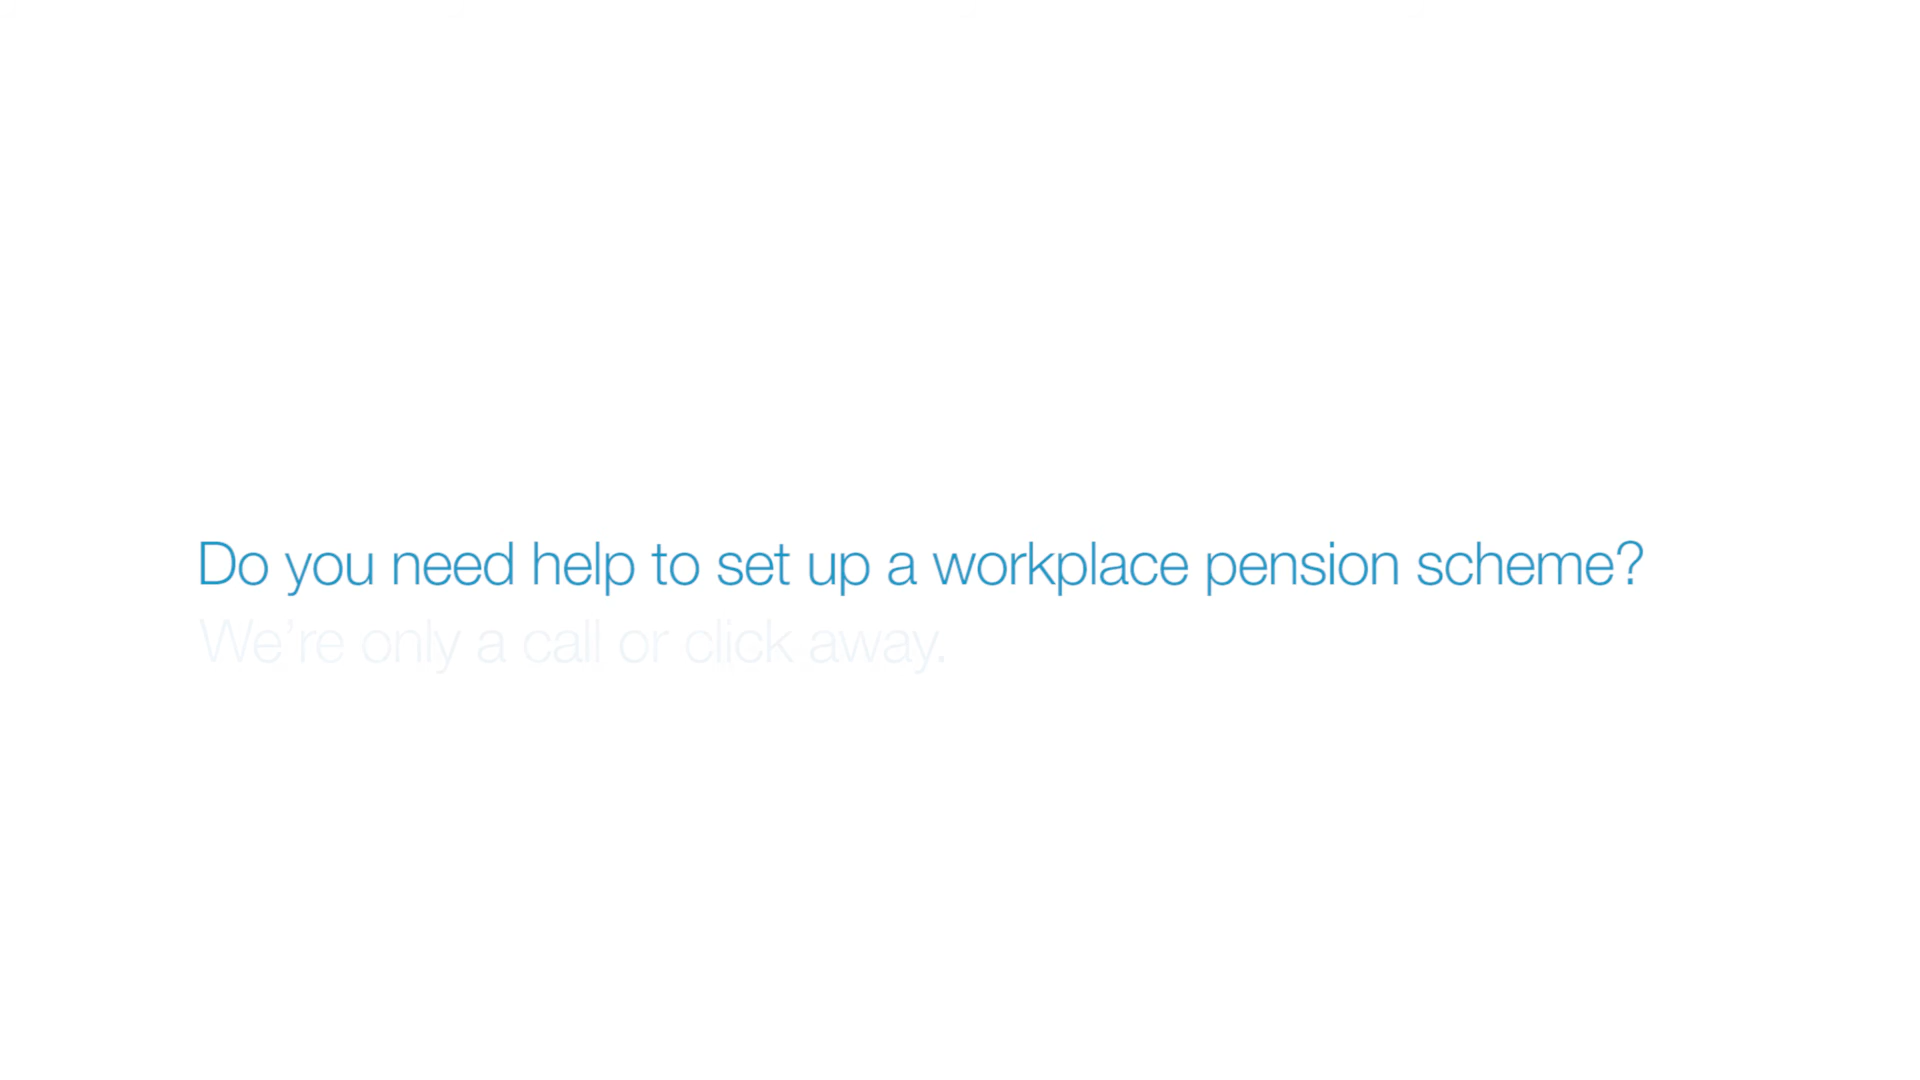 Do you need help to set up a workplace pension scheme?
We’re only a call or click away.